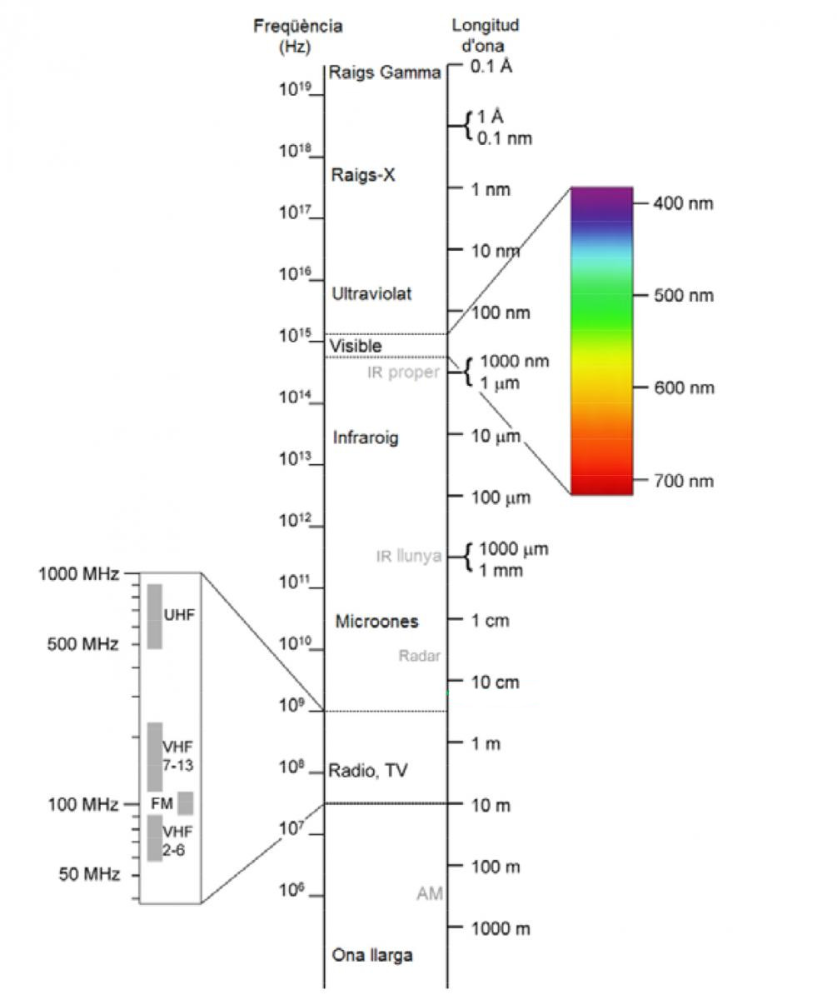 Freqüència
(Hz)
Longitud
d'ona
Raigs Gamma
0.1 Å
10¹⁹
1 Å
0.1 nm
10¹⁸
Raigs-X
1 nm
10¹⁷
10 nm
10¹⁶
Ultraviolat
100 nm
10¹⁵
Visible
IR proper
1000 nm
1 µm
10¹⁴
Infraroig
10 µm
10¹³
100 µm
10¹²
IR llunya
1000 µm
1 mm
10¹¹
Microones
1 cm
10¹⁰
Radar
10 cm
10⁹
1 m
10⁸
Radio, TV
10 m
10⁷
100 m
10⁶
AM
1000 m
Ona llarga
400 nm
500 nm
600 nm
700 nm
1000 MHz
UHF
500 MHz
VHF
7-13
100 MHz
FM
VHF
2-6
50 MHz